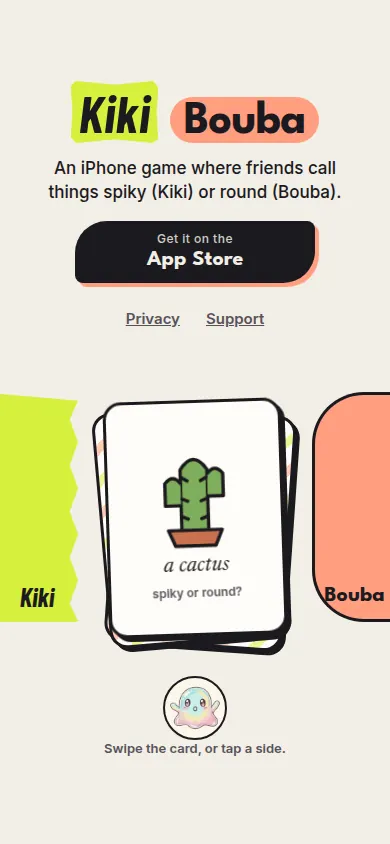 Kiki Bouba
An iPhone game where friends call
things spiky (Kiki) or round (Bouba).
Get it on the
App Store
Privacy Support
a cactus
spiky or round?
Kiki
Bouba
Swipe the card, or tap a side.